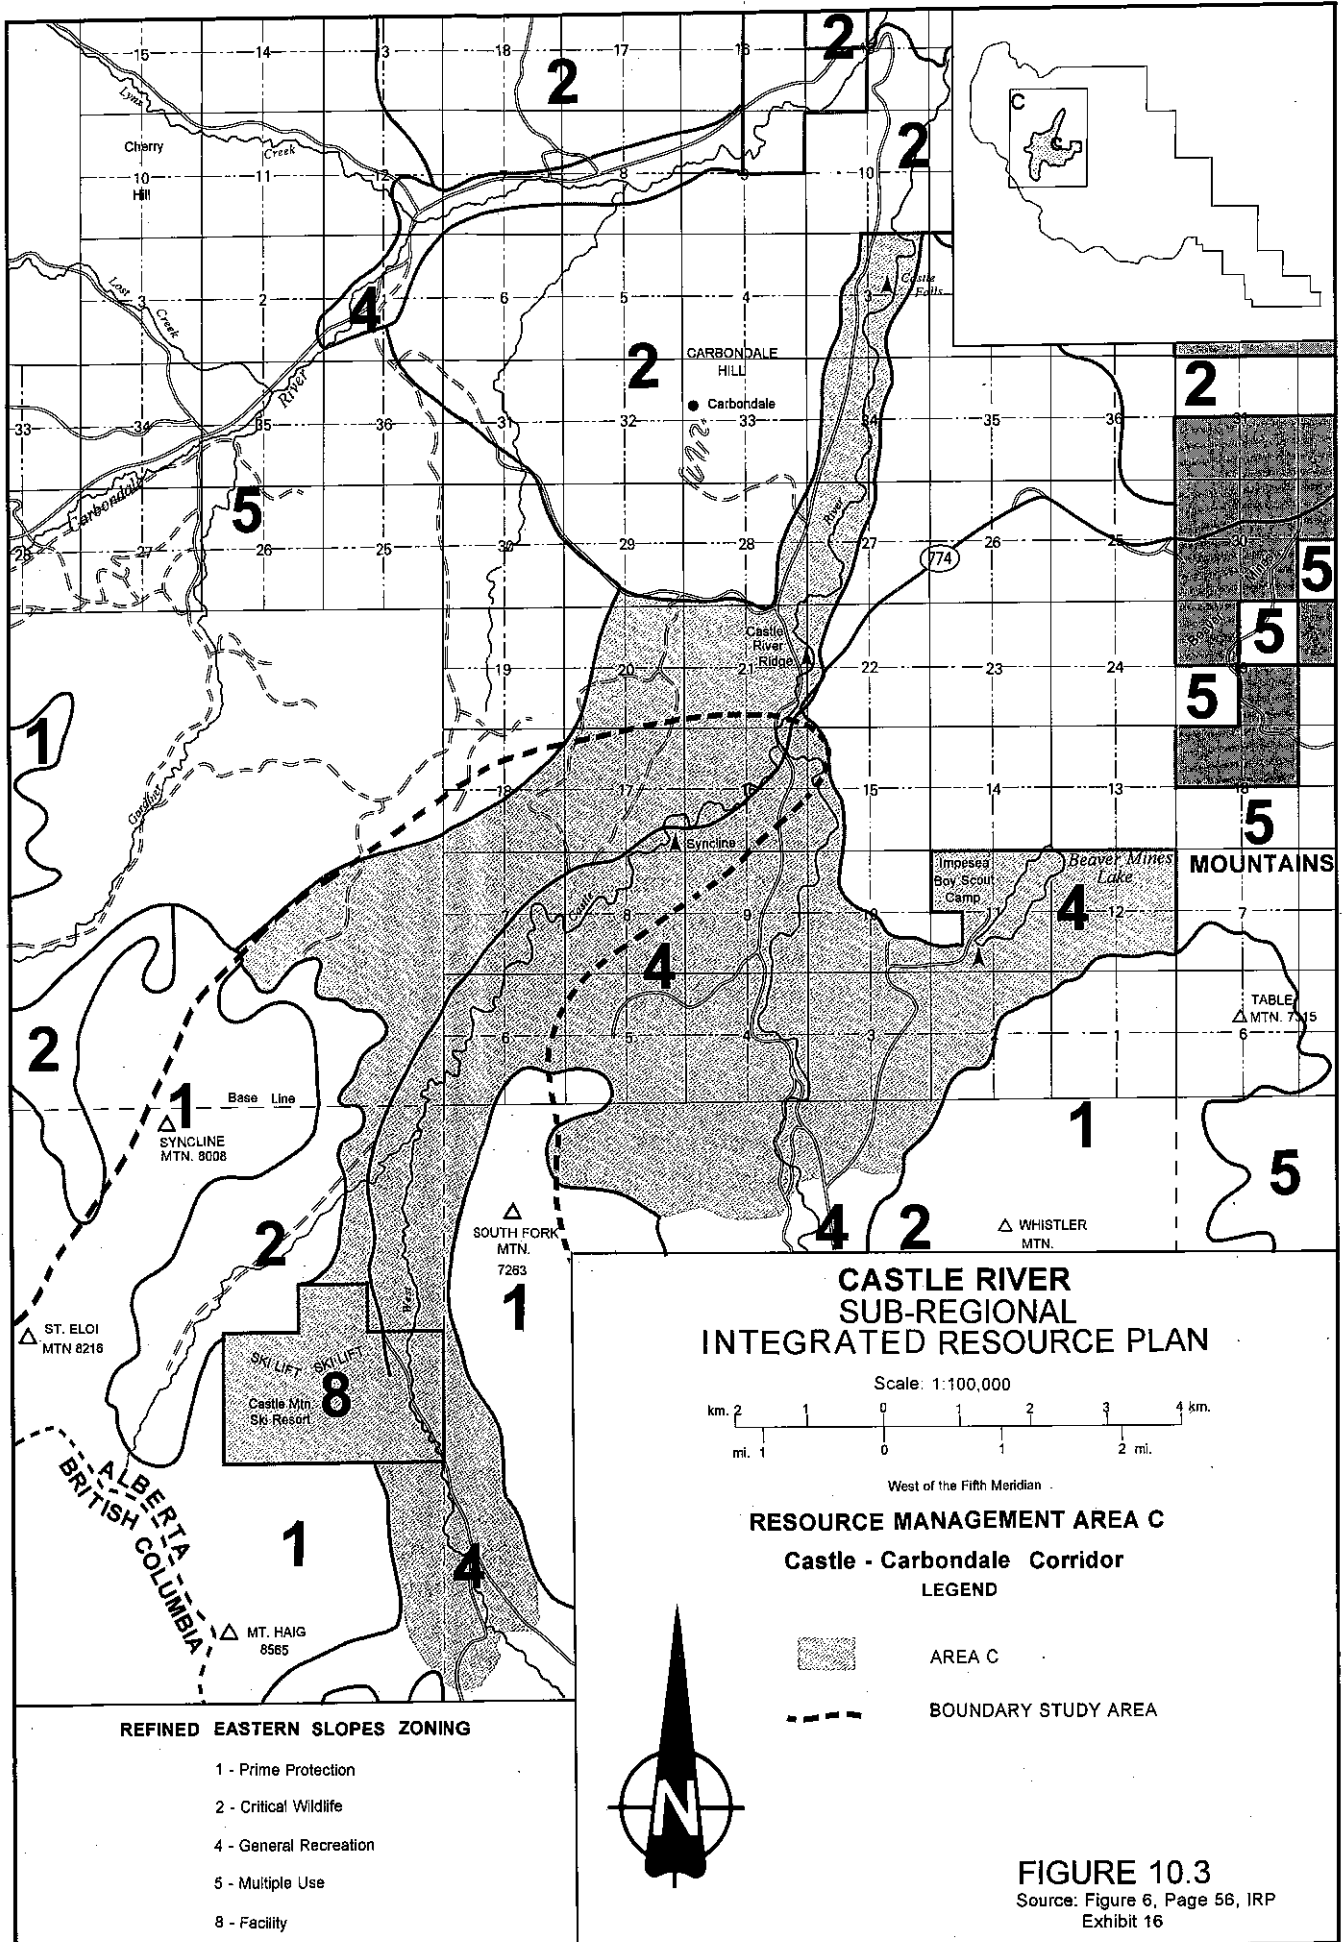 2
15 14 3 18 17 16
2
Lynx
Creek
C
C
Cherry
Hill
10 11 12 8 9 10
2
Lost
Creek
3 2 6 5 4 3
Castle
Falls
4
River
2
CARBONDALE
HILL
Carbondale
2
33 34 35 36 31 32 33 34 35 36 31
Carbondale
5
River
28 27 26 25 30 29 28 27 26 25 30
774
Mines
5
Beaver
5
Castle
River
Ridge
19 20 21 22 23 24 19
5
1
Gardiner
18 17 16 15 14 13 18
5
Syncline
Impeesa
Boy Scout
Camp
Beaver Mines
Lake
MOUNTAINS
4
Castle
7 8 9 10 12 7
4
TABLE
MTN. 7315
6 5 4 3 1 6
2
1
Base Line
SYNCLINE
MTN. 8008
1
5
2
SOUTH FORK
MTN.
7263
1
4
2
WHISTLER
MTN.
West
ST. ELOI
MTN 8218
SKI LIFT SKI LIFT
8
Castle Mtn.
Ski Resort
ALBERTA
BRITISH COLUMBIA
1
4
MT. HAIG
8565
CASTLE RIVER
SUB-REGIONAL
INTEGRATED RESOURCE PLAN
Scale: 1:100,000
km. 2 1 0 1 2 3 4 km.
mi. 1 0 1 2 mi.
West of the Fifth Meridian
RESOURCE MANAGEMENT AREA C
Castle - Carbondale Corridor
LEGEND
AREA C
BOUNDARY STUDY AREA
N
REFINED EASTERN SLOPES ZONING
1 - Prime Protection
2 - Critical Wildlife
4 - General Recreation
5 - Multiple Use
8 - Facility
FIGURE 10.3
Source: Figure 6, Page 56, IRP
Exhibit 16